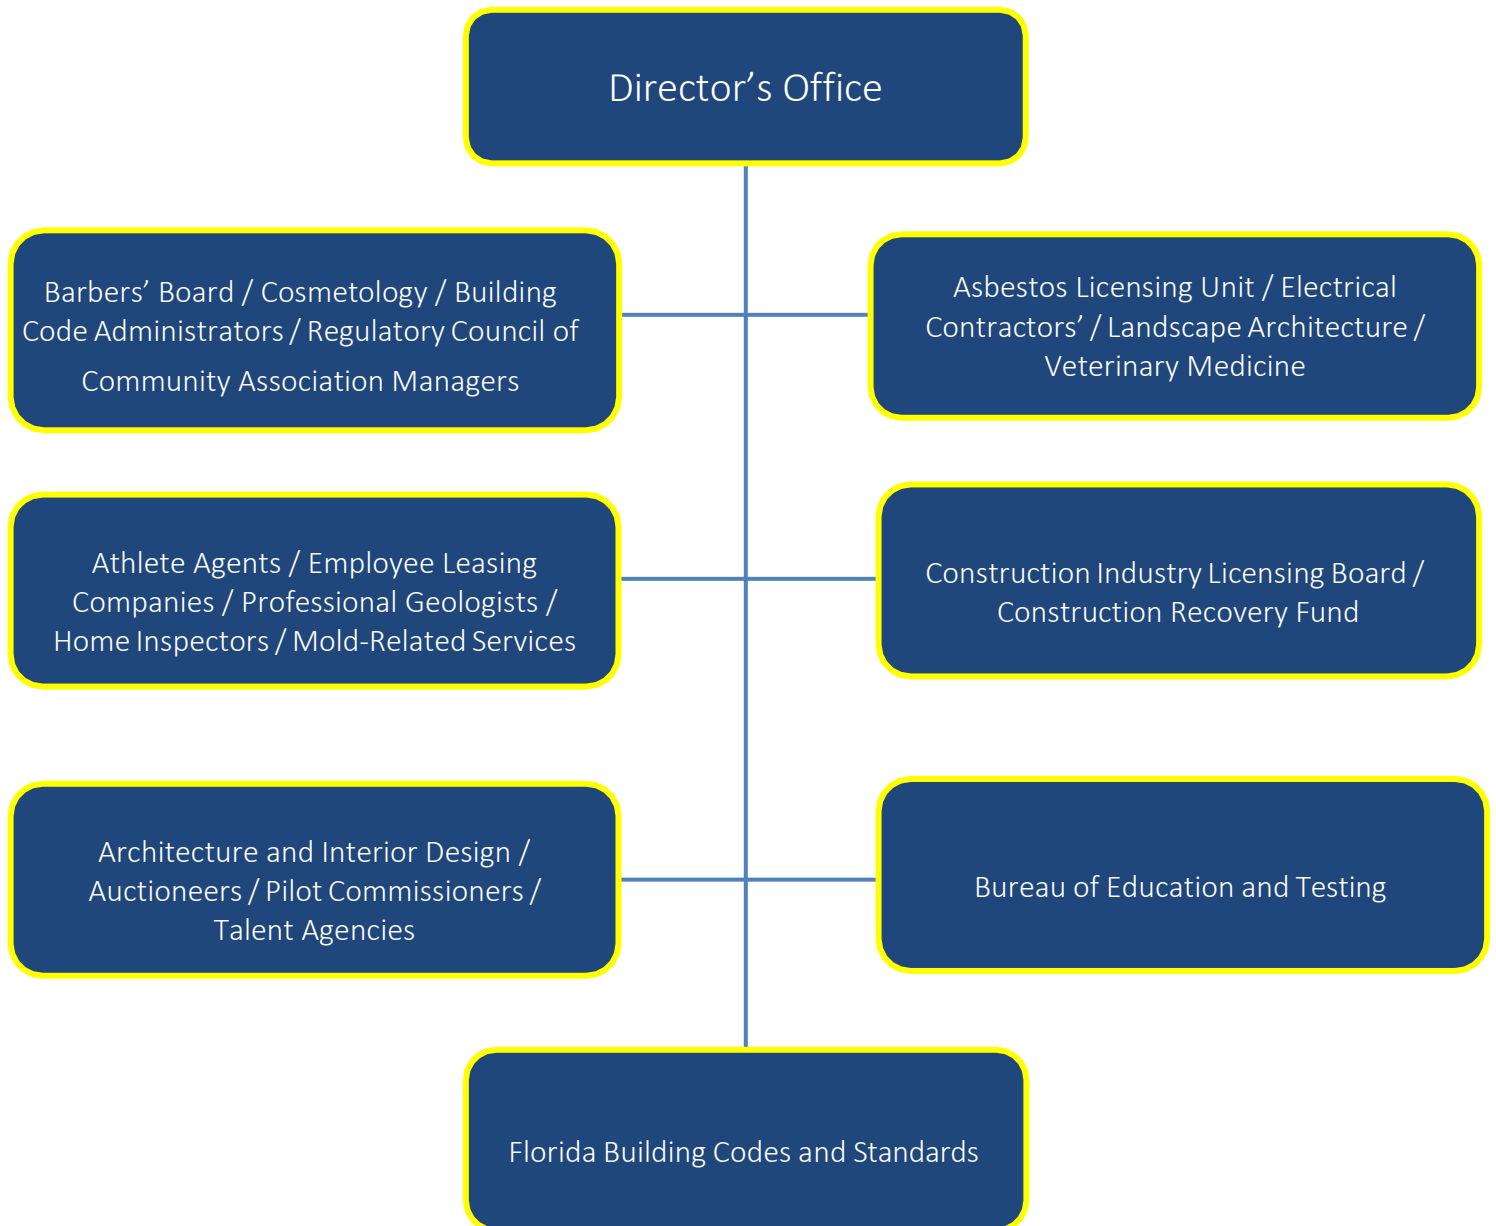 Director’s Office
Barbers’ Board / Cosmetology / Building
Code Administrators / Regulatory Council of
Community Association Managers
Asbestos Licensing Unit / Electrical
Contractors’ / Landscape Architecture /
Veterinary Medicine
Athlete Agents / Employee Leasing
Companies / Professional Geologists /
Home Inspectors / Mold-Related Services
Construction Industry Licensing Board /
Construction Recovery Fund
Architecture and Interior Design /
Auctioneers / Pilot Commissioners /
Talent Agencies
Bureau of Education and Testing
Florida Building Codes and Standards